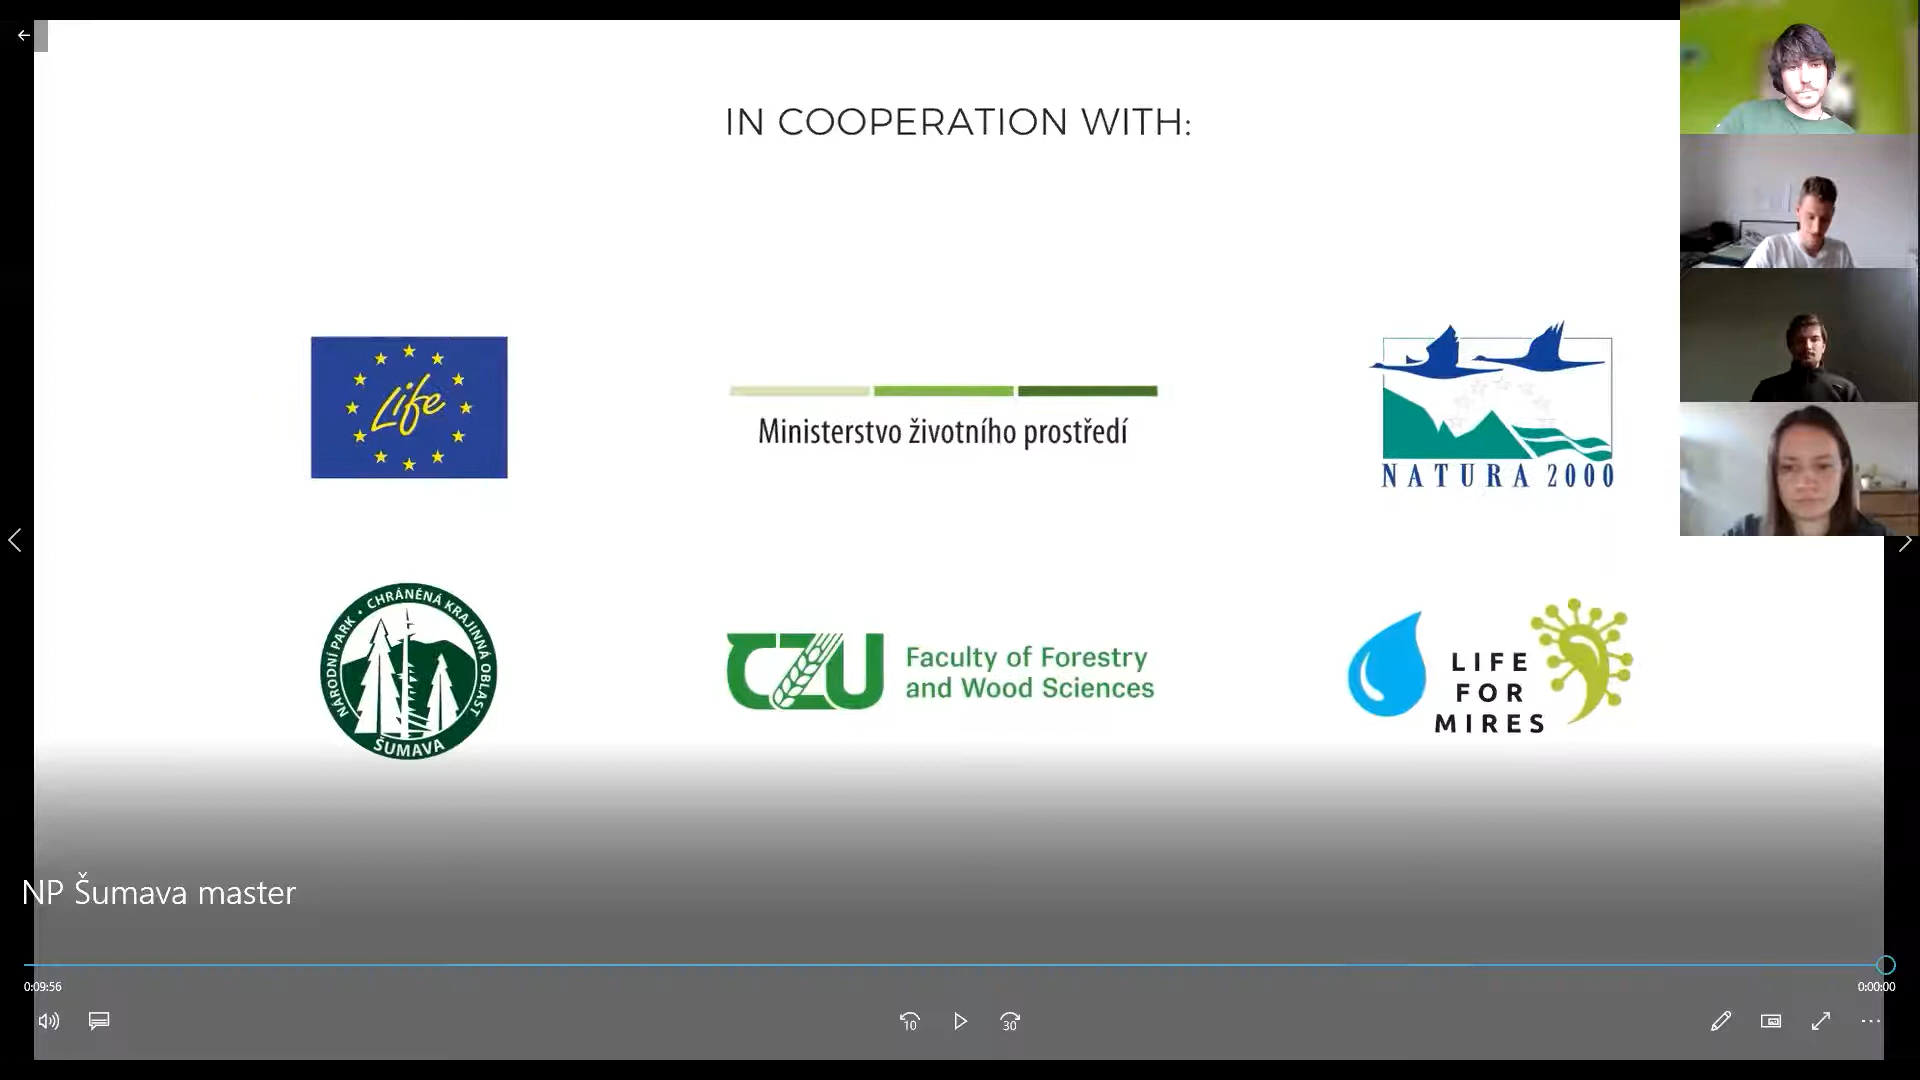 IN COOPERATION WITH:
Life
Ministerstvo životního prostředí
NATURA 2000
NÁRODNÍ PARK • CHRÁNĚNÁ KRAJINNÁ OBLAST
ŠUMAVA
CZU
Faculty of Forestry
and Wood Sciences
LIFE
FOR
MIRES
NP Šumava master
0:09:56
0:00:00
10
30